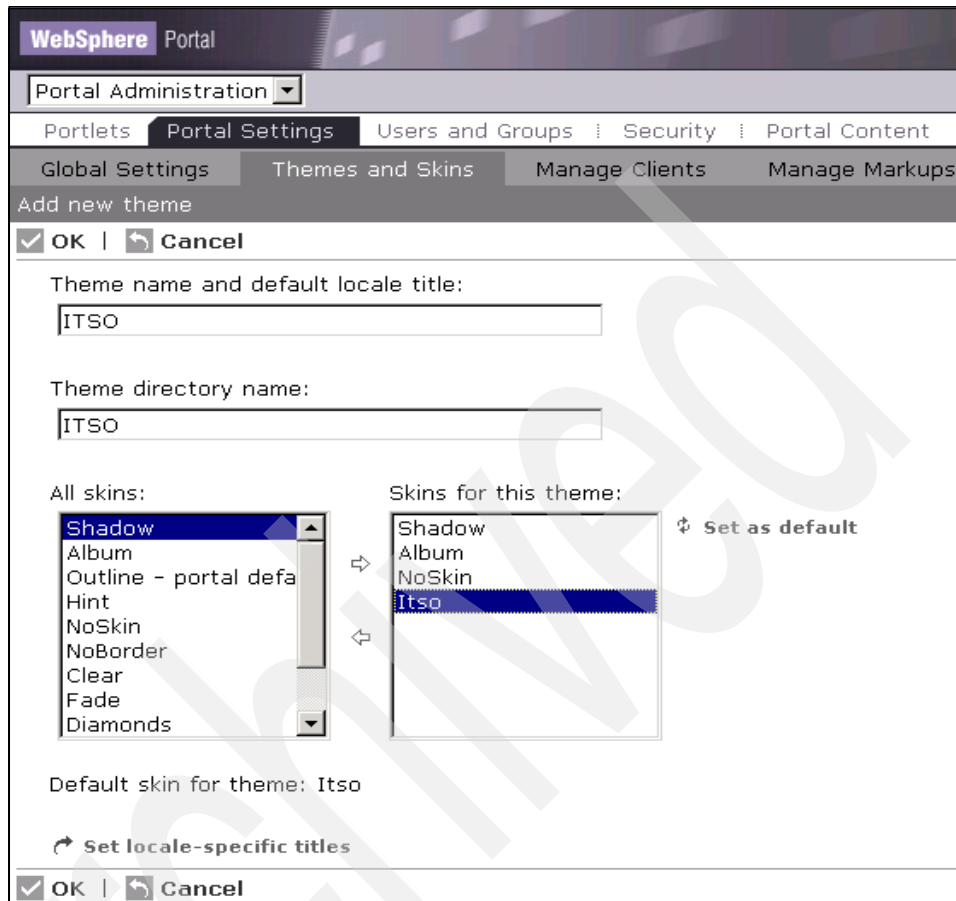 WebSphere Portal
Portal Administration
Portlets Portal Settings Users and Groups Security Portal Content
Global Settings Themes and Skins Manage Clients Manage Markups
Add new theme
OK | Cancel
Theme name and default locale title:
ITSO
Theme directory name:
ITSO
All skins: Skins for this theme:
Shadow Shadow Set as default
Album Album
Outline - portal defa NoSkin
Hint Itso
NoSkin
NoBorder
Clear
Fade
Diamonds
Default skin for theme: Itso
Set locale-specific titles
OK | Cancel